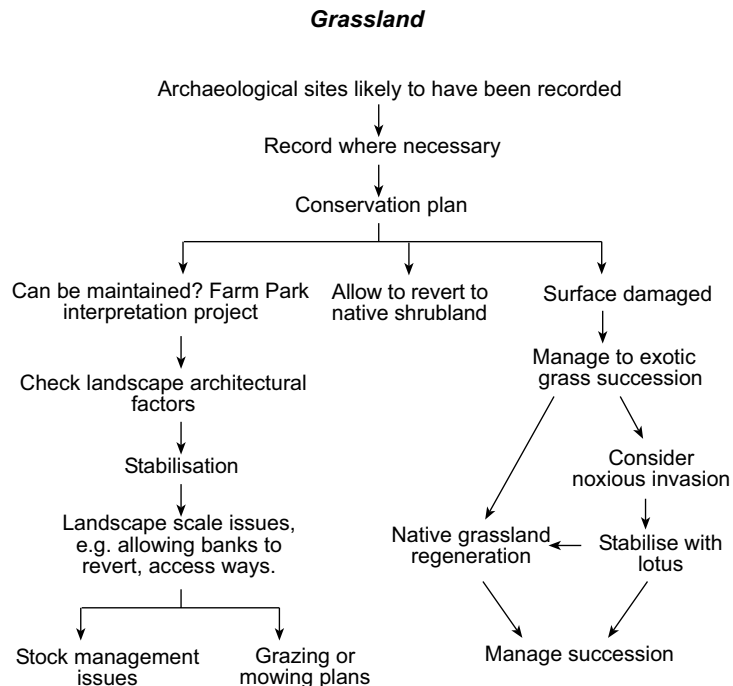 Grassland
Archaeological sites likely to have been recorded
Record where necessary
Conservation plan
Can be maintained? Farm Park
interpretation project
Allow to revert to
native shrubland
Surface damaged
Manage to exotic
grass succession
Check landscape architectural
factors
Stabilisation
Consider
noxious invasion
Landscape scale issues,
e.g. allowing banks to
revert, access ways.
Native grassland
regeneration
Stabilise with
lotus
Stock management
issues
Grazing or
mowing plans
Manage succession